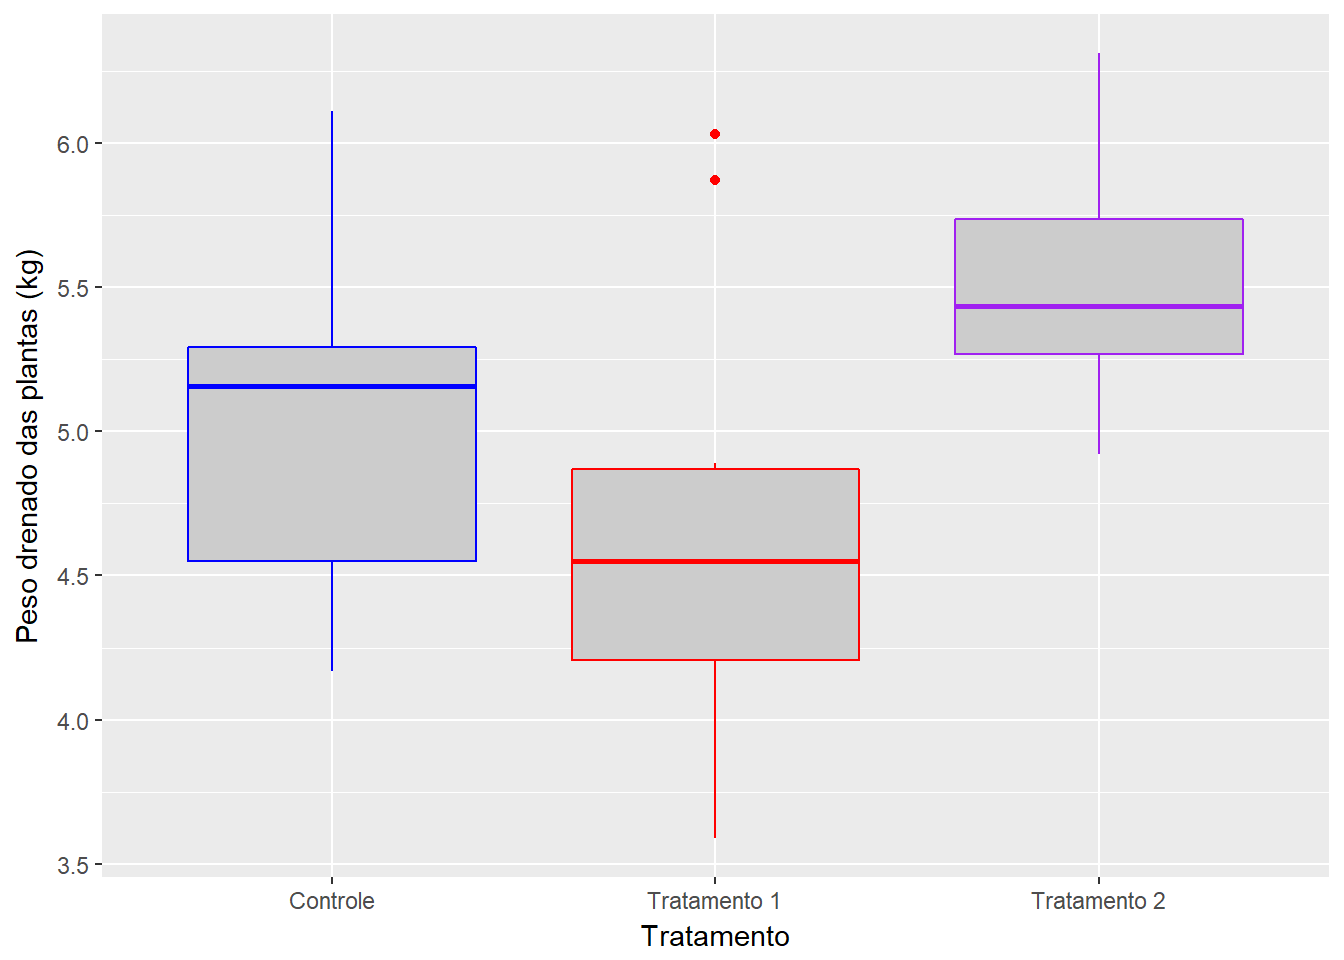 Peso drenado das plantas (kg)
6.0
5.5
5.0
4.5
4.0
3.5
Controle
Tratamento 1
Tratamento 2
Tratamento